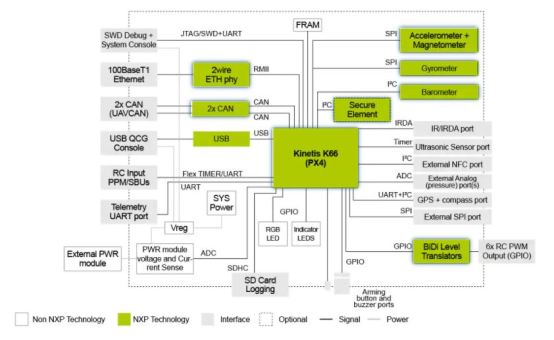 FRAM
SWD Debug +
System Console
JTAG/SWD+UART
SPI
Accelerometer +
Magnetometer
100BaseT1
Ethernet
2wire
ETH phy
RMII
SPI
Gyrometer
I²C
Barometer
2x CAN
(UAVCAN)
2x CAN
CAN
CAN
I²C
Secure
Element
USB QCG
Console
USB
USB
Kinetis K66
(PX4)
IRDA
IR/IRDA port
Timer
Ultrasonic Sensor port
I²C
External NFC port
RC Input
PPM/SBUs
Flex TIMER/UART
ADC
External Analog
(pressure) port(s)
UART
UART+I²C
GPS + compass port
Telemetry
UART port
SYS
Power
SPI
External SPI port
GPIO
Vreg
RGB
LED
Indicator
LEDS
External PWR
module
PWR module
voltage and Cur-
rent Sense
ADC
GPIO
BiDi Level
Translators
6x RC PWM
Output (GPIO)
SDHC
GPIO
SD Card
Logging
Arming
button and
buzzer ports
Non NXP Technology
NXP Technology
Interface
Optional
Signal
Power